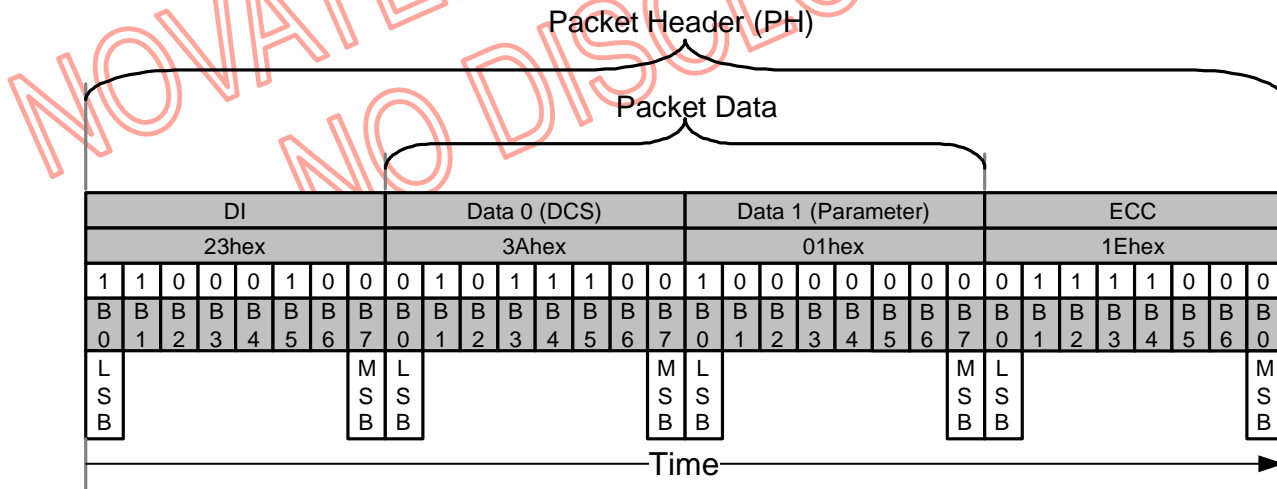 Packet Header (PH)
Packet Data
DI Data 0 (DCS) Data 1 (Parameter) ECC
23hex 3Ahex 01hex 1Ehex
1 1 0 0 0 1 0 0 0 1 0 1 1 1 0 0 1 0 0 0 0 0 0 0 0 1 1 1 1 0 0 0
B B B B B B B B B B B B B B B B B B B B B B B B B B B B B B B B
0 1 2 3 4 5 6 7 0 1 2 3 4 5 6 7 0 1 2 3 4 5 6 7 0 1 2 3 4 5 6 0
L M L M L M L M
S S S S S S S S
B B B B B B B B
Time